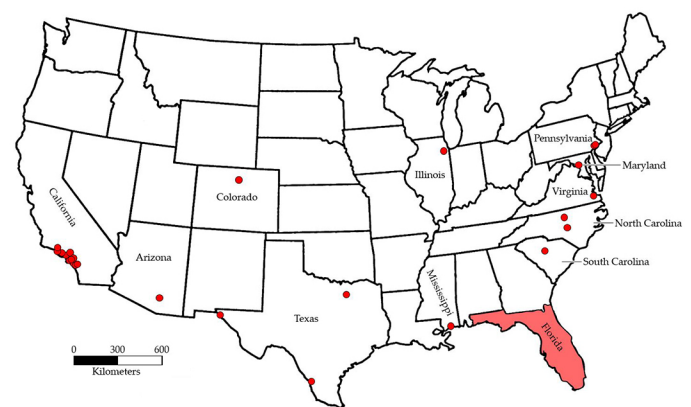 Pennsylvania
Maryland
Illinois
Colorado
Virginia
California
North Carolina
Arizona
South Carolina
Mississippi
Texas
Florida
0 300 600
Kilometers